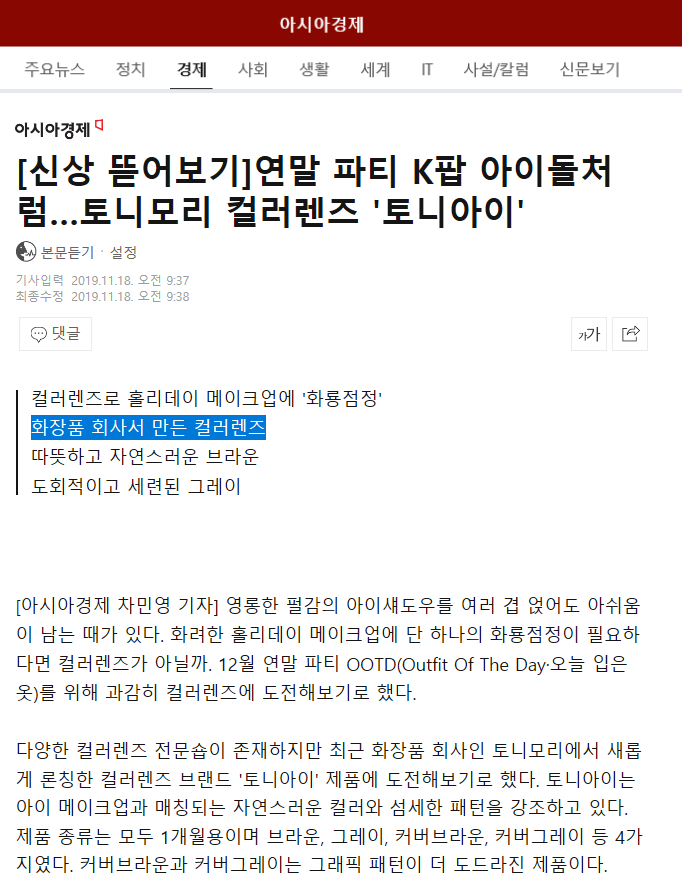 아시아경제
주요뉴스 정치 경제 사회 생활 세계 IT 사설/칼럼 신문보기
아시아경제
[신상 뜯어보기]연말 파티 K팝 아이돌처
럼…토니모리 컬러렌즈 '토니아이'
본문듣기 · 설정
기사입력 2019.11.18. 오전 9:37
최종수정 2019.11.18. 오전 9:38
댓글
가가
컬러렌즈로 홀리데이 메이크업에 '화룡점정'
화장품 회사서 만든 컬러렌즈
따뜻하고 자연스러운 브라운
도회적이고 세련된 그레이
[아시아경제 차민영 기자] 영롱한 펄감의 아이섀도우를 여러 겹 얹어도 아쉬움
이 남는 때가 있다. 화려한 홀리데이 메이크업에 단 하나의 화룡점정이 필요하
다면 컬러렌즈가 아닐까. 12월 연말 파티 OOTD(Outfit Of The Day·오늘 입은
옷)를 위해 과감히 컬러렌즈에 도전해보기로 했다.
다양한 컬러렌즈 전문숍이 존재하지만 최근 화장품 회사인 토니모리에서 새롭
게 론칭한 컬러렌즈 브랜드 '토니아이' 제품에 도전해보기로 했다. 토니아이는
아이 메이크업과 매칭되는 자연스러운 컬러와 섬세한 패턴을 강조하고 있다.
제품 종류는 모두 1개월용이며 브라운, 그레이, 커버브라운, 커버그레이 등 4가
지였다. 커버브라운과 커버그레이는 그래픽 패턴이 더 도드라진 제품이다.